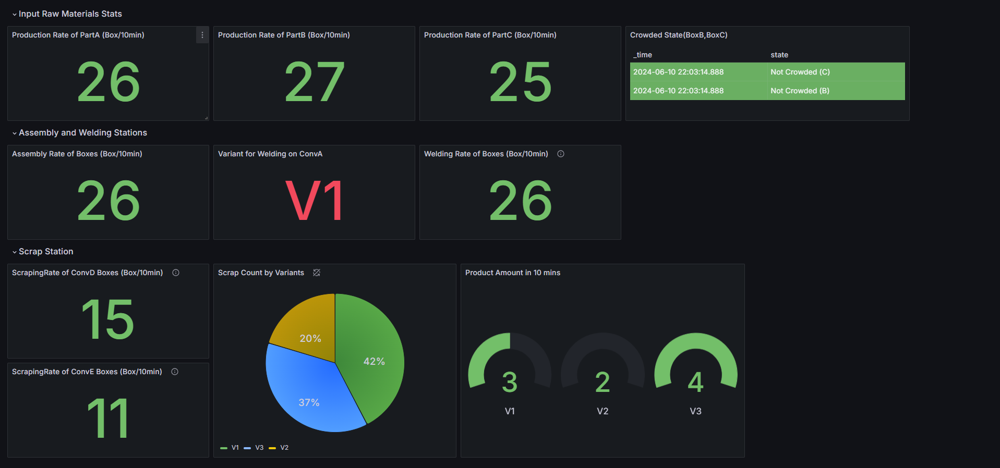 Input Raw Materials Stats
Production Rate of PartA (Box/10min)
26
Production Rate of PartB (Box/10min)
27
Production Rate of PartC (Box/10min)
25
Crowded State(BoxB,BoxC)
_time state
2024-06-10 22:03:14.888 Not Crowded (C)
2024-06-10 22:03:14.888 Not Crowded (B)
Assembly and Welding Stations
Assembly Rate of Boxes (Box/10min)
26
Variant for Welding on ConvA
V1
Welding Rate of Boxes (Box/10min)
26
Scrap Station
ScrapingRate of ConvD Boxes (Box/10min)
15
ScrapingRate of ConvE Boxes (Box/10min)
11
Scrap Count by Variants
20%
42%
37%
V1 V3 V2
Product Amount in 10 mins
3 2 4
V1 V2 V3